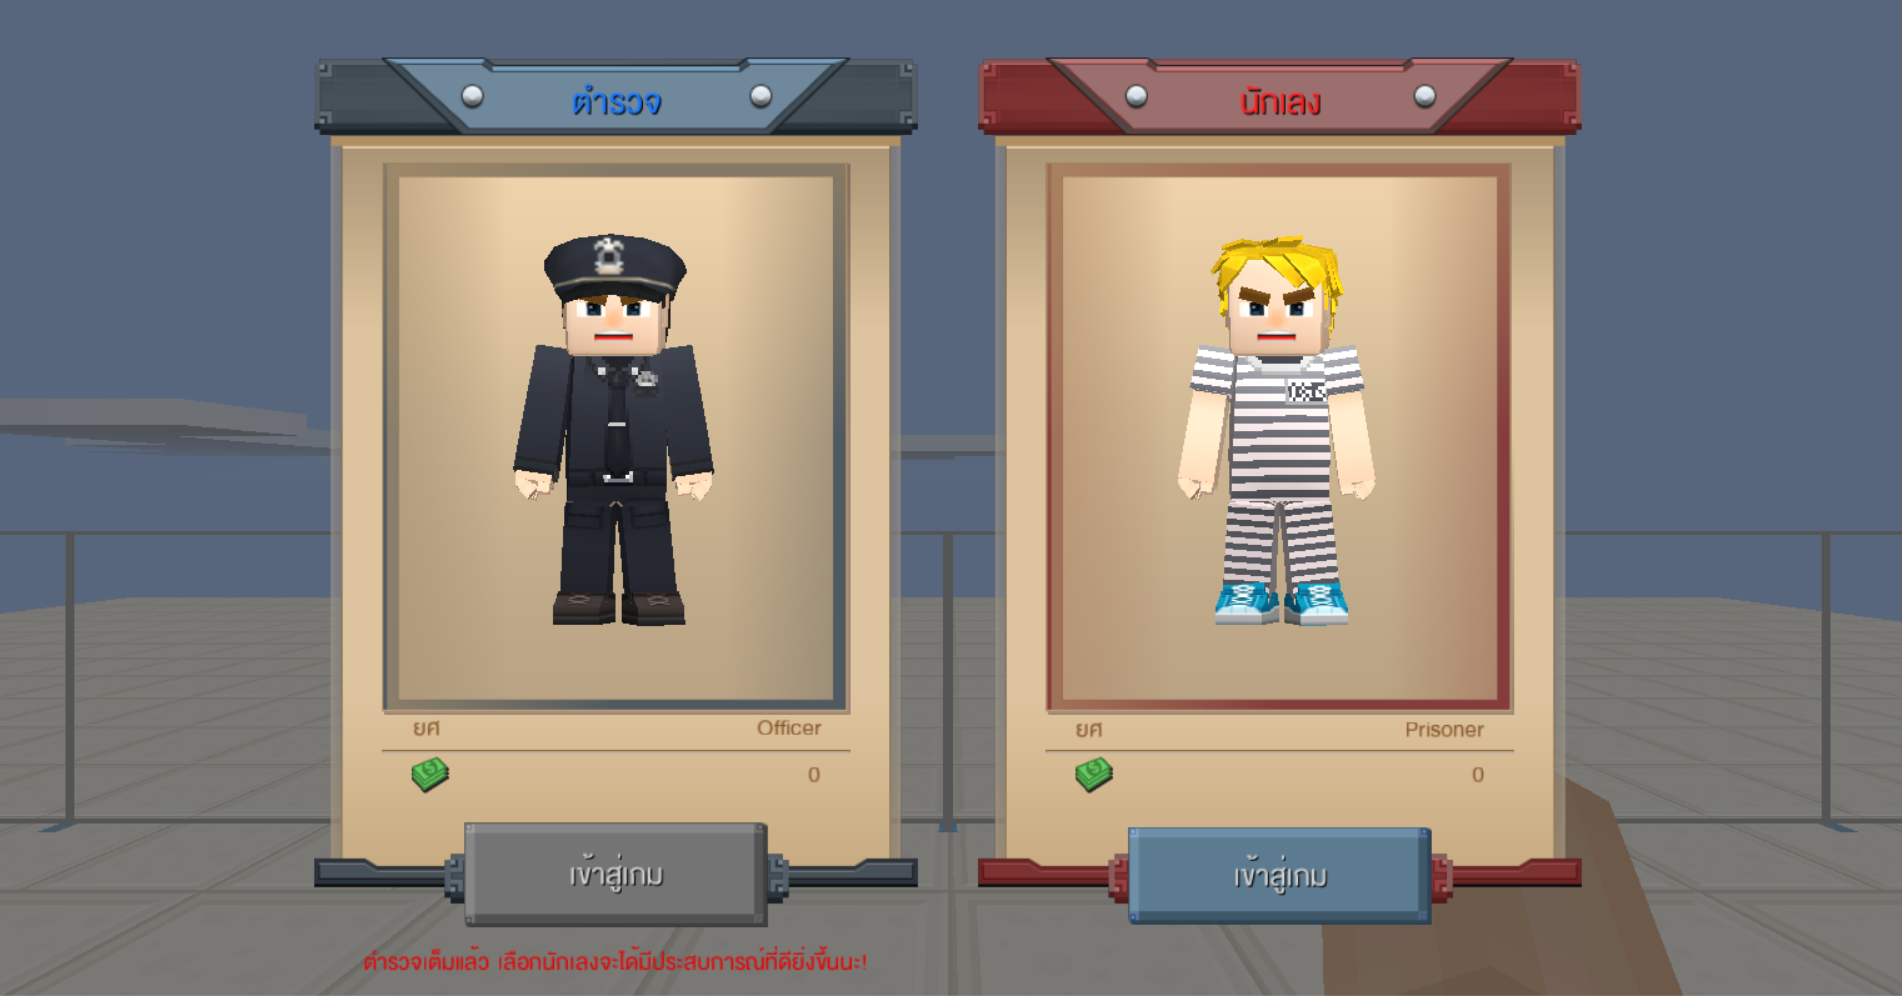 ตำรวจ
นักเลง
ยศ Officer
0
ยศ Prisoner
0
เข้าสู่เกม
เข้าสู่เกม
ตำรวจเต็มแล้ว เลือกนักเลงจะได้มีประสบการณ์ที่ดียิ่งขึ้นนะ!